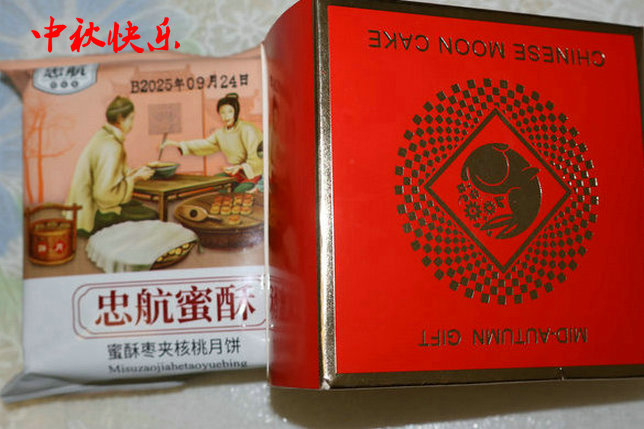 中秋快乐
忠航
B2025年09月24日
忠航蜜酥
蜜酥枣夹核桃月饼
Misuzaojiahetaoyuebing
CHINESE MOON CAKE
MID-AUTUMN GIFT